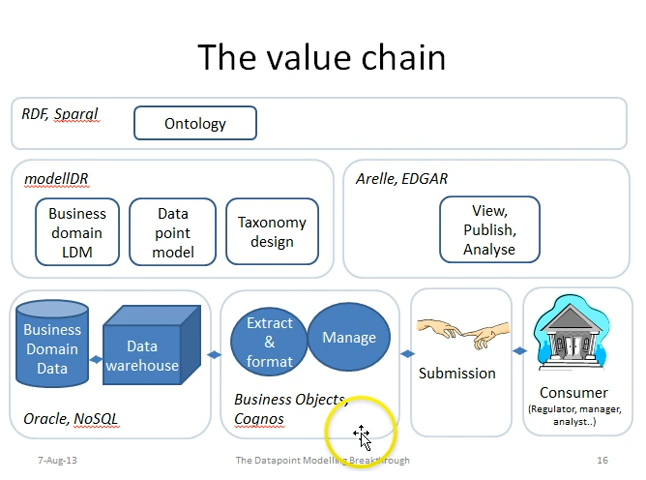 The value chain
RDF, Sparql
Ontology
modellDR
Business
domain
LDM
Data
point
model
Taxonomy
design
Arelle, EDGAR
View,
Publish,
Analyse
Business
Domain
Data
Data
warehouse
Oracle, NoSQL
Extract
&
format
Manage
Business Objects,
Cognos
Submission
Consumer
(Regulator, manager,
analyst..)
7-Aug-13
The Datapoint Modelling Breakthrough
16